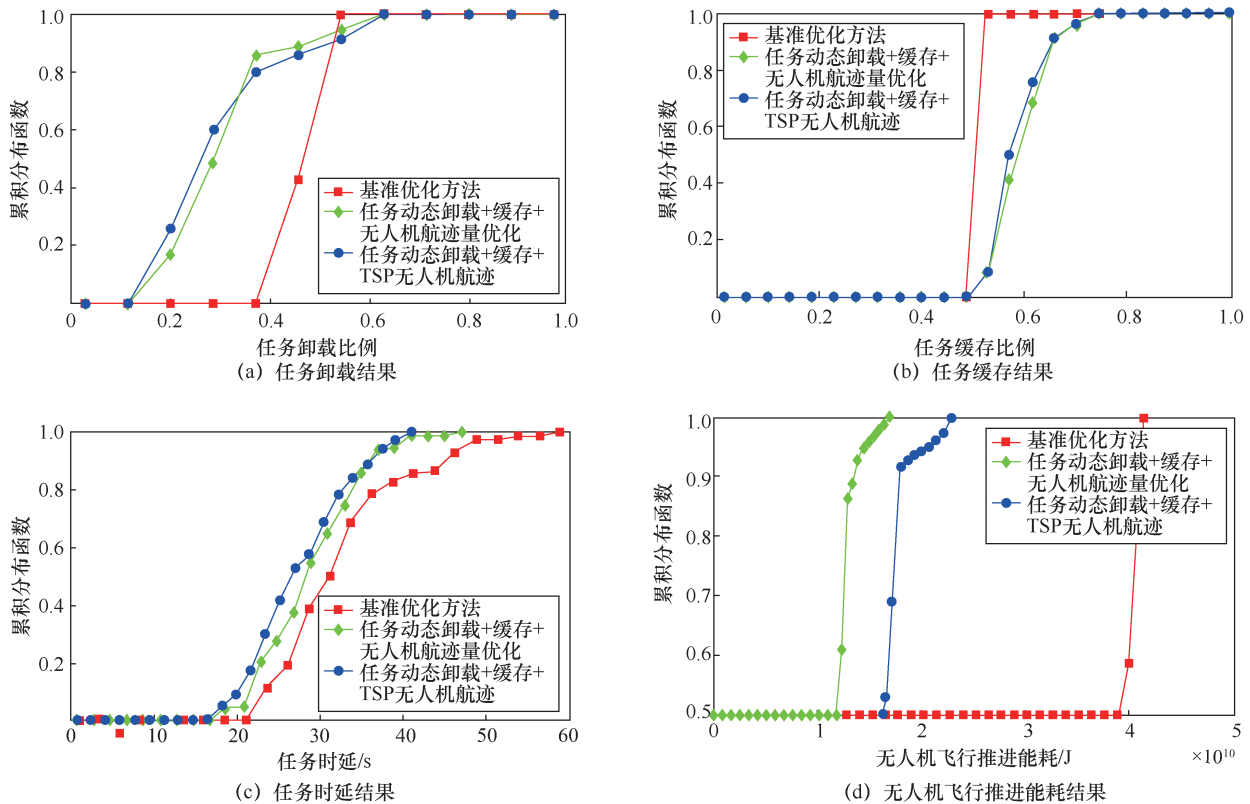 1.0
0.8
0.6
0.4
0.2
累积分布函数
基准优化方法
任务动态卸载+缓存+
无人机航迹量优化
任务动态卸载+缓存+
TSP无人机航迹
0 0.2 0.4 0.6 0.8 1.0
任务卸载比例
(a) 任务卸载结果
1.0
0.8
0.6
0.4
0.2
累积分布函数
基准优化方法
任务动态卸载+缓存+
无人机航迹量优化
任务动态卸载+缓存+
TSP无人机航迹
0 0.2 0.4 0.6 0.8 1.0
任务缓存比例
(b) 任务缓存结果
1.0
0.8
0.6
0.4
0.2
累积分布函数
基准优化方法
任务动态卸载+缓存+
无人机航迹量优化
任务动态卸载+缓存+
TSP无人机航迹
0 10 20 30 40 50 60
任务时延/s
(c) 任务时延结果
1.0
0.9
0.8
0.7
0.6
0.5
累积分布函数
基准优化方法
任务动态卸载+缓存+
无人机航迹量优化
任务动态卸载+缓存+
TSP无人机航迹
0 1 2 3 4 5
无人机飞行推进能耗/J ×10¹⁰
(d) 无人机飞行推进能耗结果